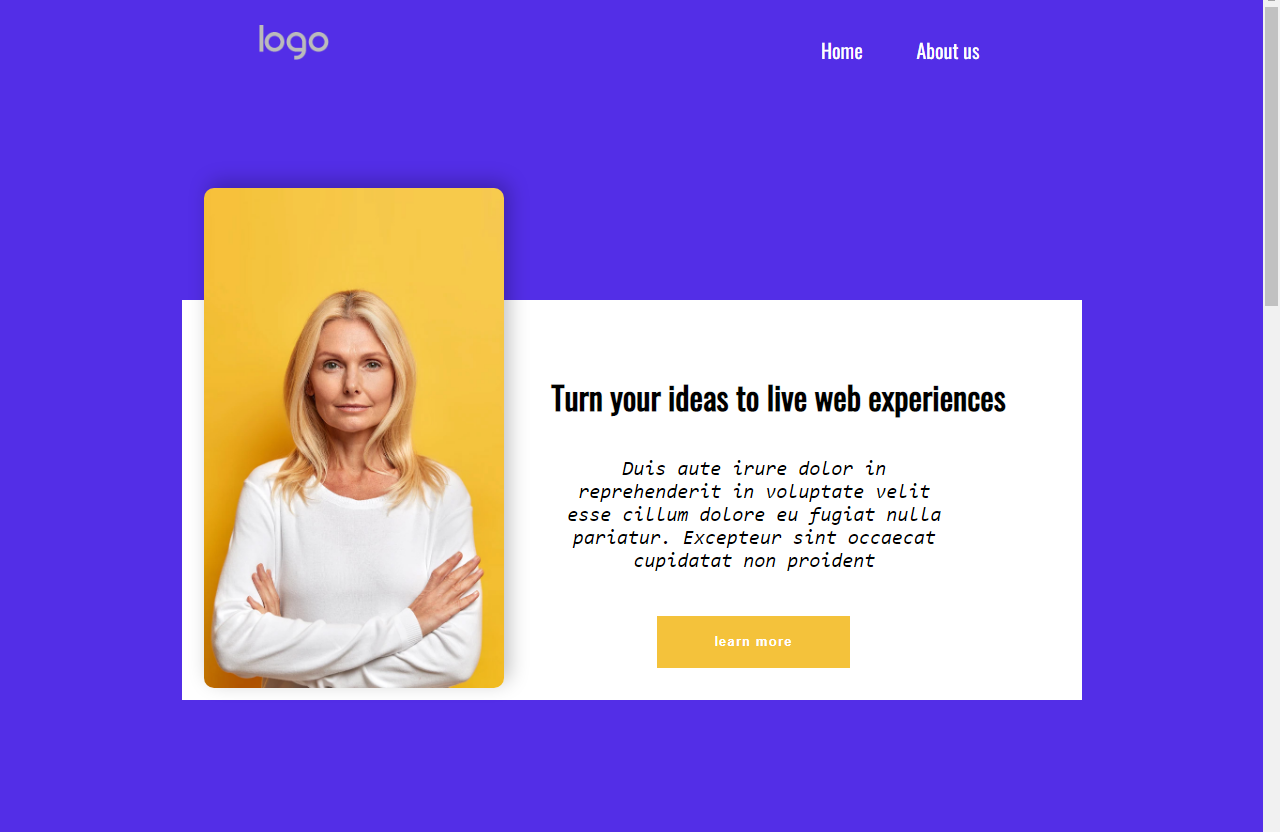 logo
Home About us
Turn your ideas to live web experiences
Duis aute irure dolor in
reprehenderit in voluptate velit
esse cillum dolore eu fugiat nulla
pariatur. Excepteur sint occaecat
cupidatat non proident
learn more